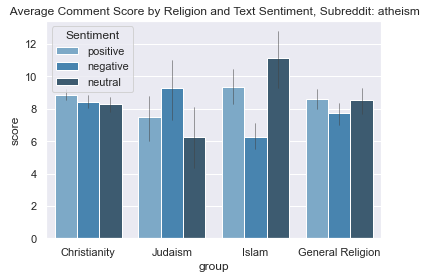 Average Comment Score by Religion and Text Sentiment, Subreddit: atheism
Sentiment
positive
negative
neutral
12
10
8
6
4
2
0
score
Christianity Judaism Islam General Religion
group